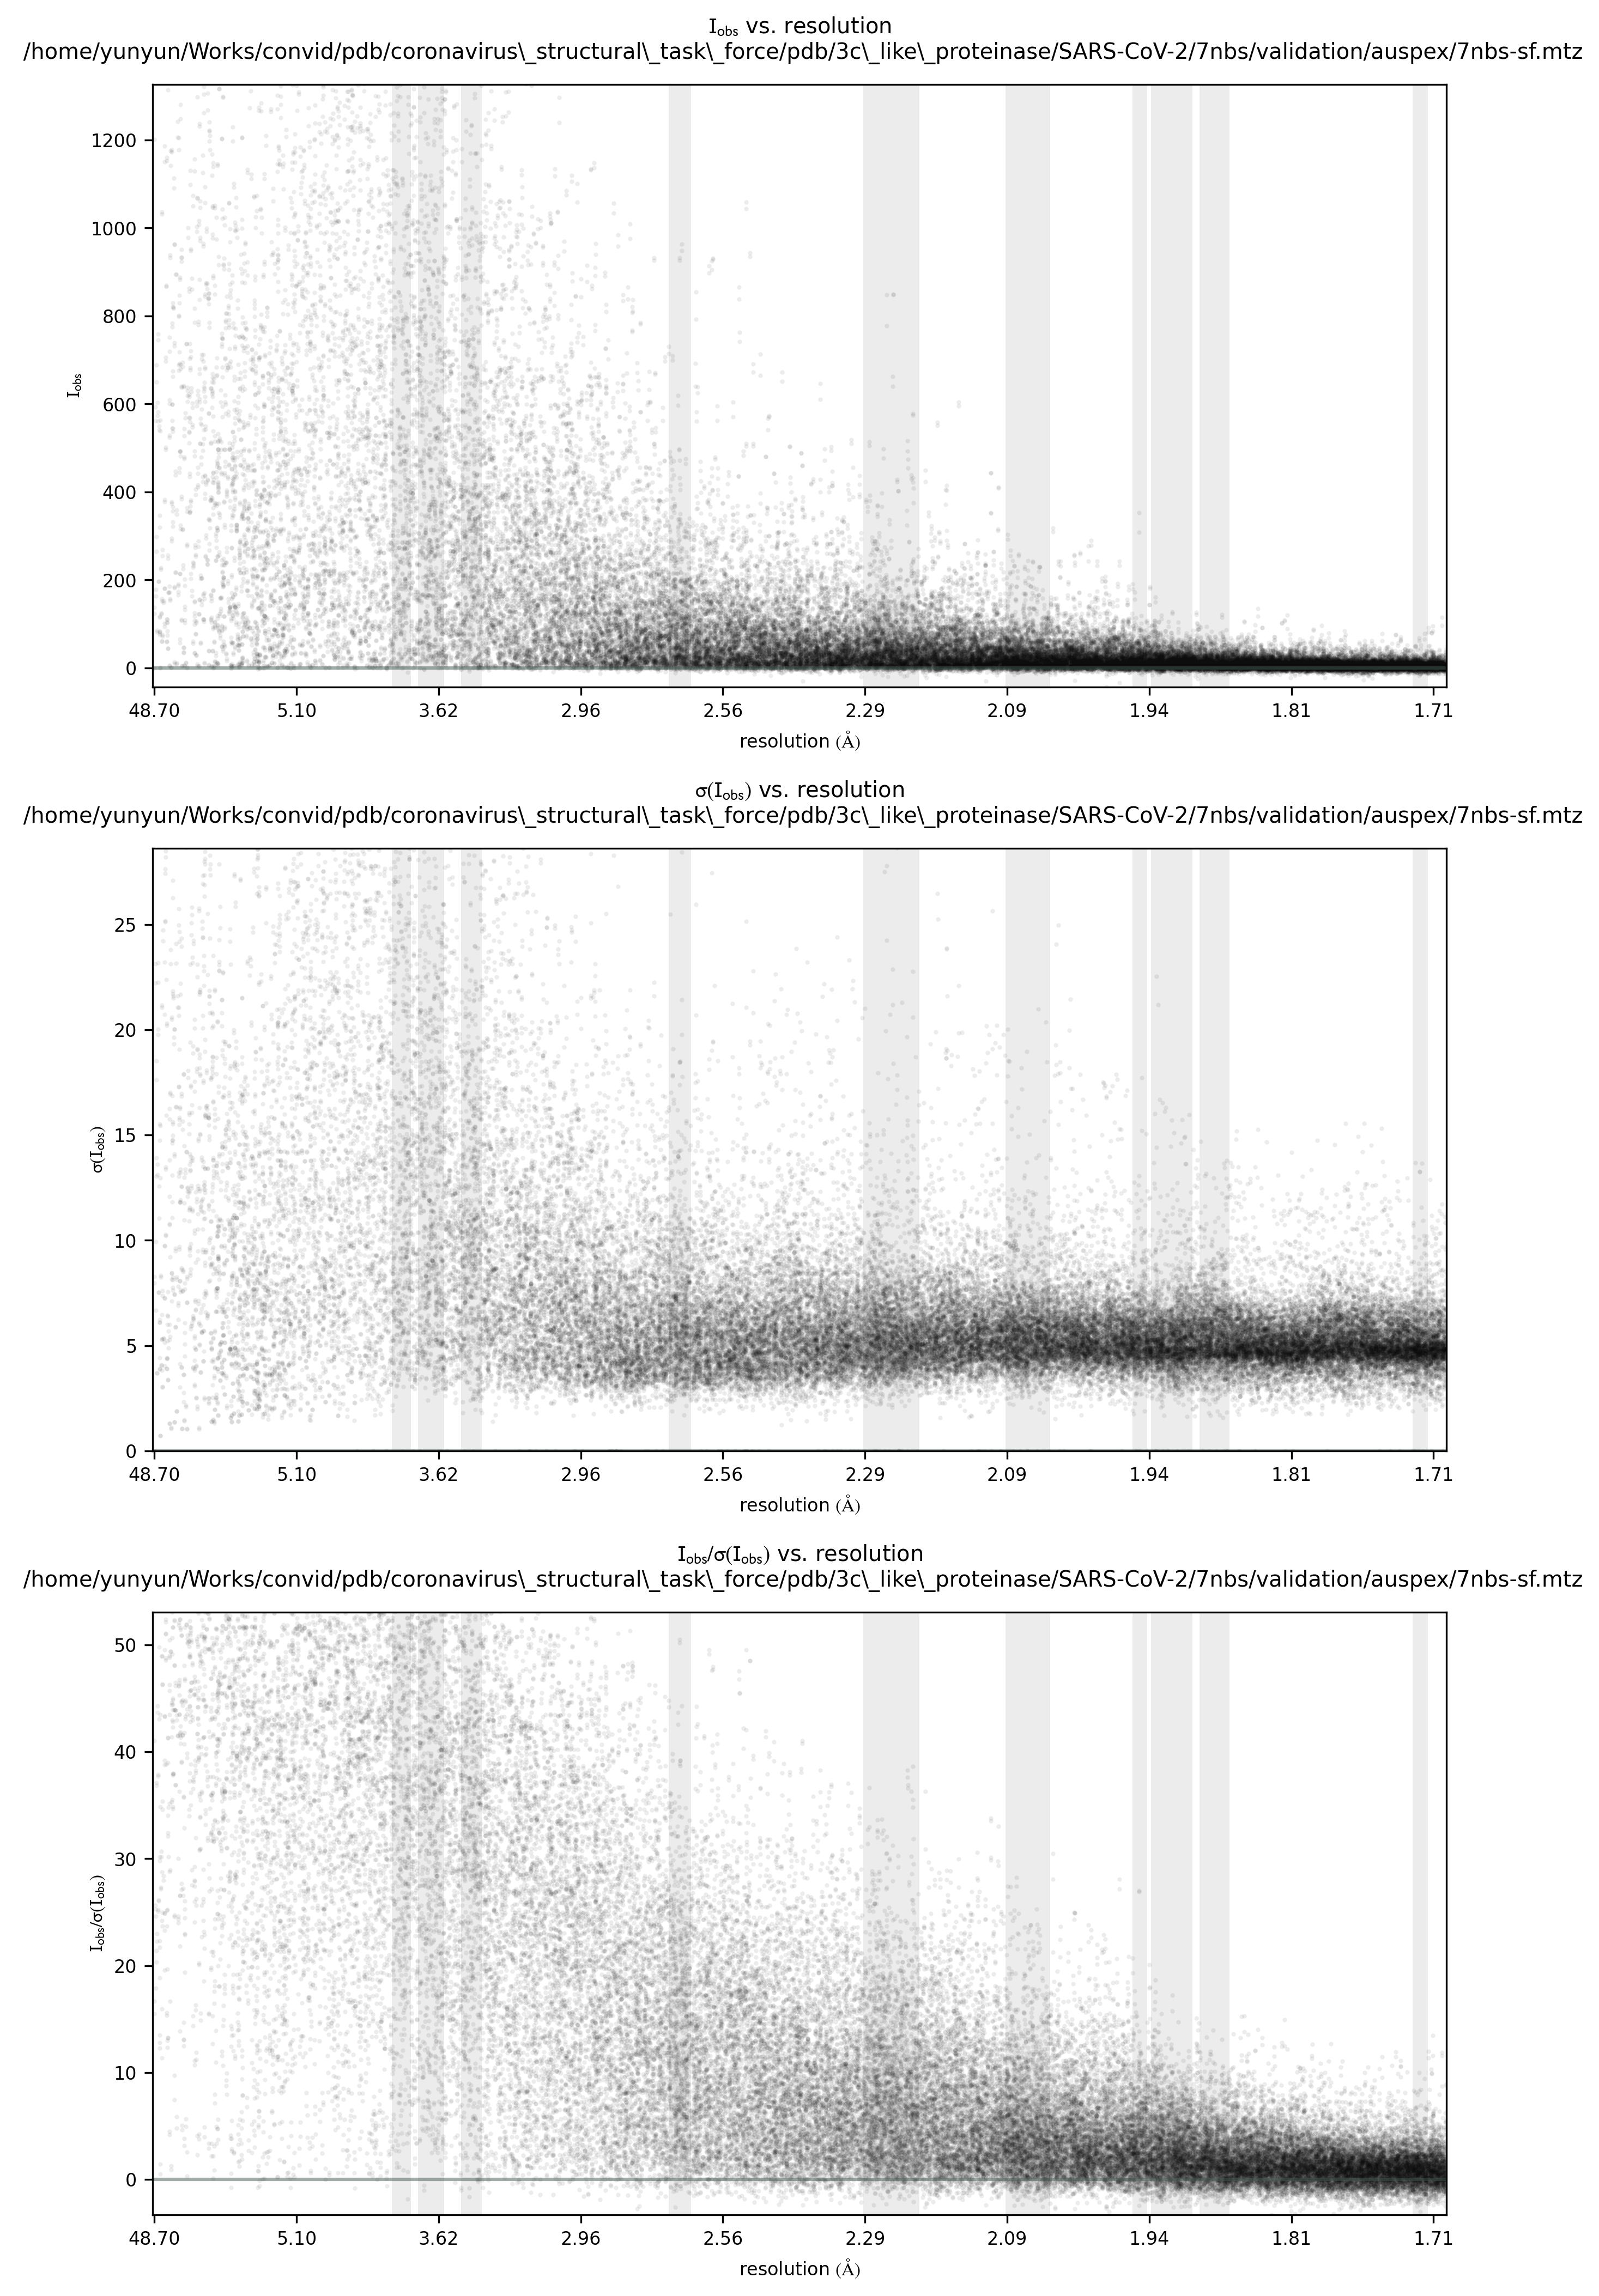 I_obs vs. resolution
/home/yunyun/Works/convid/pdb/coronavirus\_structural\_task\_force/pdb/3c\_like\_proteinase/SARS-CoV-2/7nbs/validation/auspex/7nbs-sf.mtz
1200
1000
800
600
400
200
0
I_obs
48.70 5.10 3.62 2.96 2.56 2.29 2.09 1.94 1.81 1.71
resolution (Å)
σ(I_obs) vs. resolution
/home/yunyun/Works/convid/pdb/coronavirus\_structural\_task\_force/pdb/3c\_like\_proteinase/SARS-CoV-2/7nbs/validation/auspex/7nbs-sf.mtz
25
20
15
10
5
0
σ(I_obs)
48.70 5.10 3.62 2.96 2.56 2.29 2.09 1.94 1.81 1.71
resolution (Å)
I_obs/σ(I_obs) vs. resolution
/home/yunyun/Works/convid/pdb/coronavirus\_structural\_task\_force/pdb/3c\_like\_proteinase/SARS-CoV-2/7nbs/validation/auspex/7nbs-sf.mtz
50
40
30
20
10
0
I_obs/σ(I_obs)
48.70 5.10 3.62 2.96 2.56 2.29 2.09 1.94 1.81 1.71
resolution (Å)